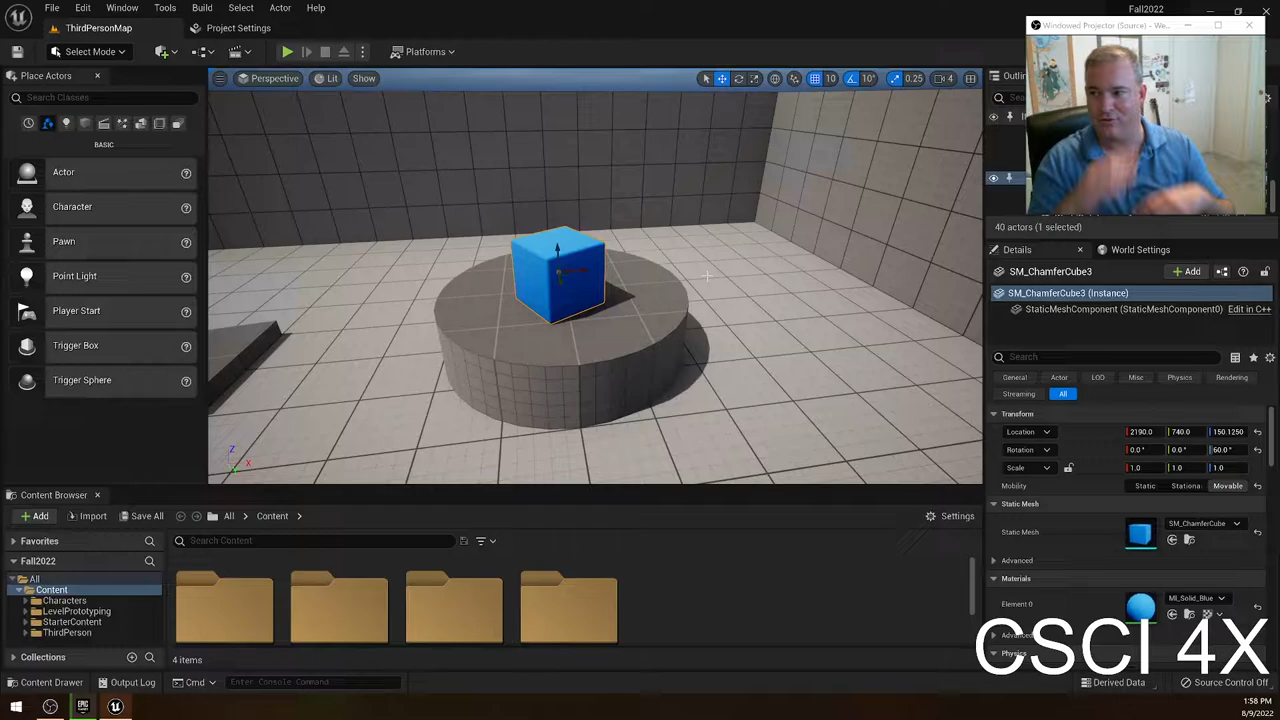 File Edit Window Tools Build Select Actor Help
Fall2022
ThirdPersonMap
Project Settings
Windowed Projector (Source) - We...
Select Mode
Platforms
Place Actors
Perspective
Lit
Show
10
10°
0.25
4
Search Classes
BASIC
Actor
Character
Pawn
Point Light
Player Start
Trigger Box
Trigger Sphere
Z
X
40 actors (1 selected)
Details
World Settings
SM_ChamferCube3
Add
SM_ChamferCube3 (Instance)
StaticMeshComponent (StaticMeshComponent0) Edit in C++
Search
General Actor LOD Misc Physics Rendering
Streaming All
Transform
Location 2190.0 740.0 150.1250
Rotation 0.0° 0.0° 60.0°
Scale 1.0 1.0 1.0
Mobility Static Stationa Movable
Static Mesh
Static Mesh SM_ChamferCube
Advanced
Materials
Element 0 MI_Solid_Blue
Advanced
Physics
Content Browser
Add Import Save All All Content Settings
Favorites
Search Content
Fall2022
All
Content
Characters
LevelPrototyping
StarterContent
ThirdPerson
Collections
4 items
CSCI 4X
Content Drawer Output Log Cmd Enter Console Command Derived Data Source Control Off
1:58 PM
8/9/2022